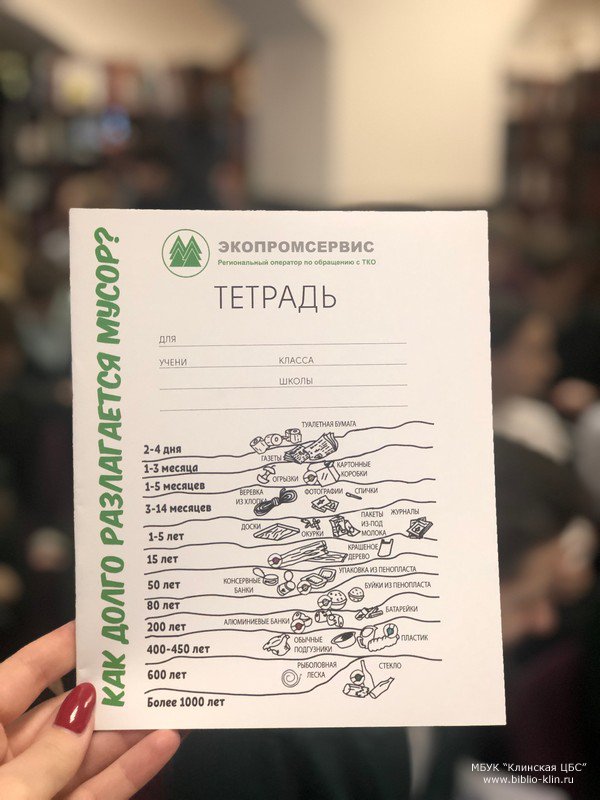 КАК ДОЛГО РАЗЛАГАЕТСЯ МУСОР?
ЭКОПРОМСЕРВИС
Региональный оператор по обращению с ТКО
ТЕТРАДЬ
ДЛЯ
УЧЕНИ КЛАССА
ШКОЛЫ
ТУАЛЕТНАЯ БУМАГА
2-4 дня
ГАЗЕТЫ
1-3 месяца
КАРТОННЫЕ
КОРОБКИ
ОГРЫЗКИ
1-5 месяцев
ВЕРЕВКА
ИЗ ХЛОПКА
ФОТОГРАФИИ
СПИЧКИ
3-14 месяцев
ДОСКИ
ОКУРКИ
ПАКЕТЫ
ИЗ-ПОД
МОЛОКА
ЖУРНАЛЫ
1-5 лет
КРАШЕНОЕ
ДЕРЕВО
15 лет
КОНСЕРВНЫЕ
БАНКИ
УПАКОВКА ИЗ ПЕНОПЛАСТА
50 лет
БУЙКИ ИЗ ПЕНОПЛАСТА
80 лет
АЛЮМИНИЕВЫЕ БАНКИ
БАТАРЕЙКИ
200 лет
ОБЫЧНЫЕ
ПОДГУЗНИКИ
ПЛАСТИК
400-450 лет
РЫБОЛОВНАЯ
ЛЕСКА
СТЕКЛО
600 лет
Более 1000 лет
МБУК "Клинская ЦБС"
www.biblio-klin.ru